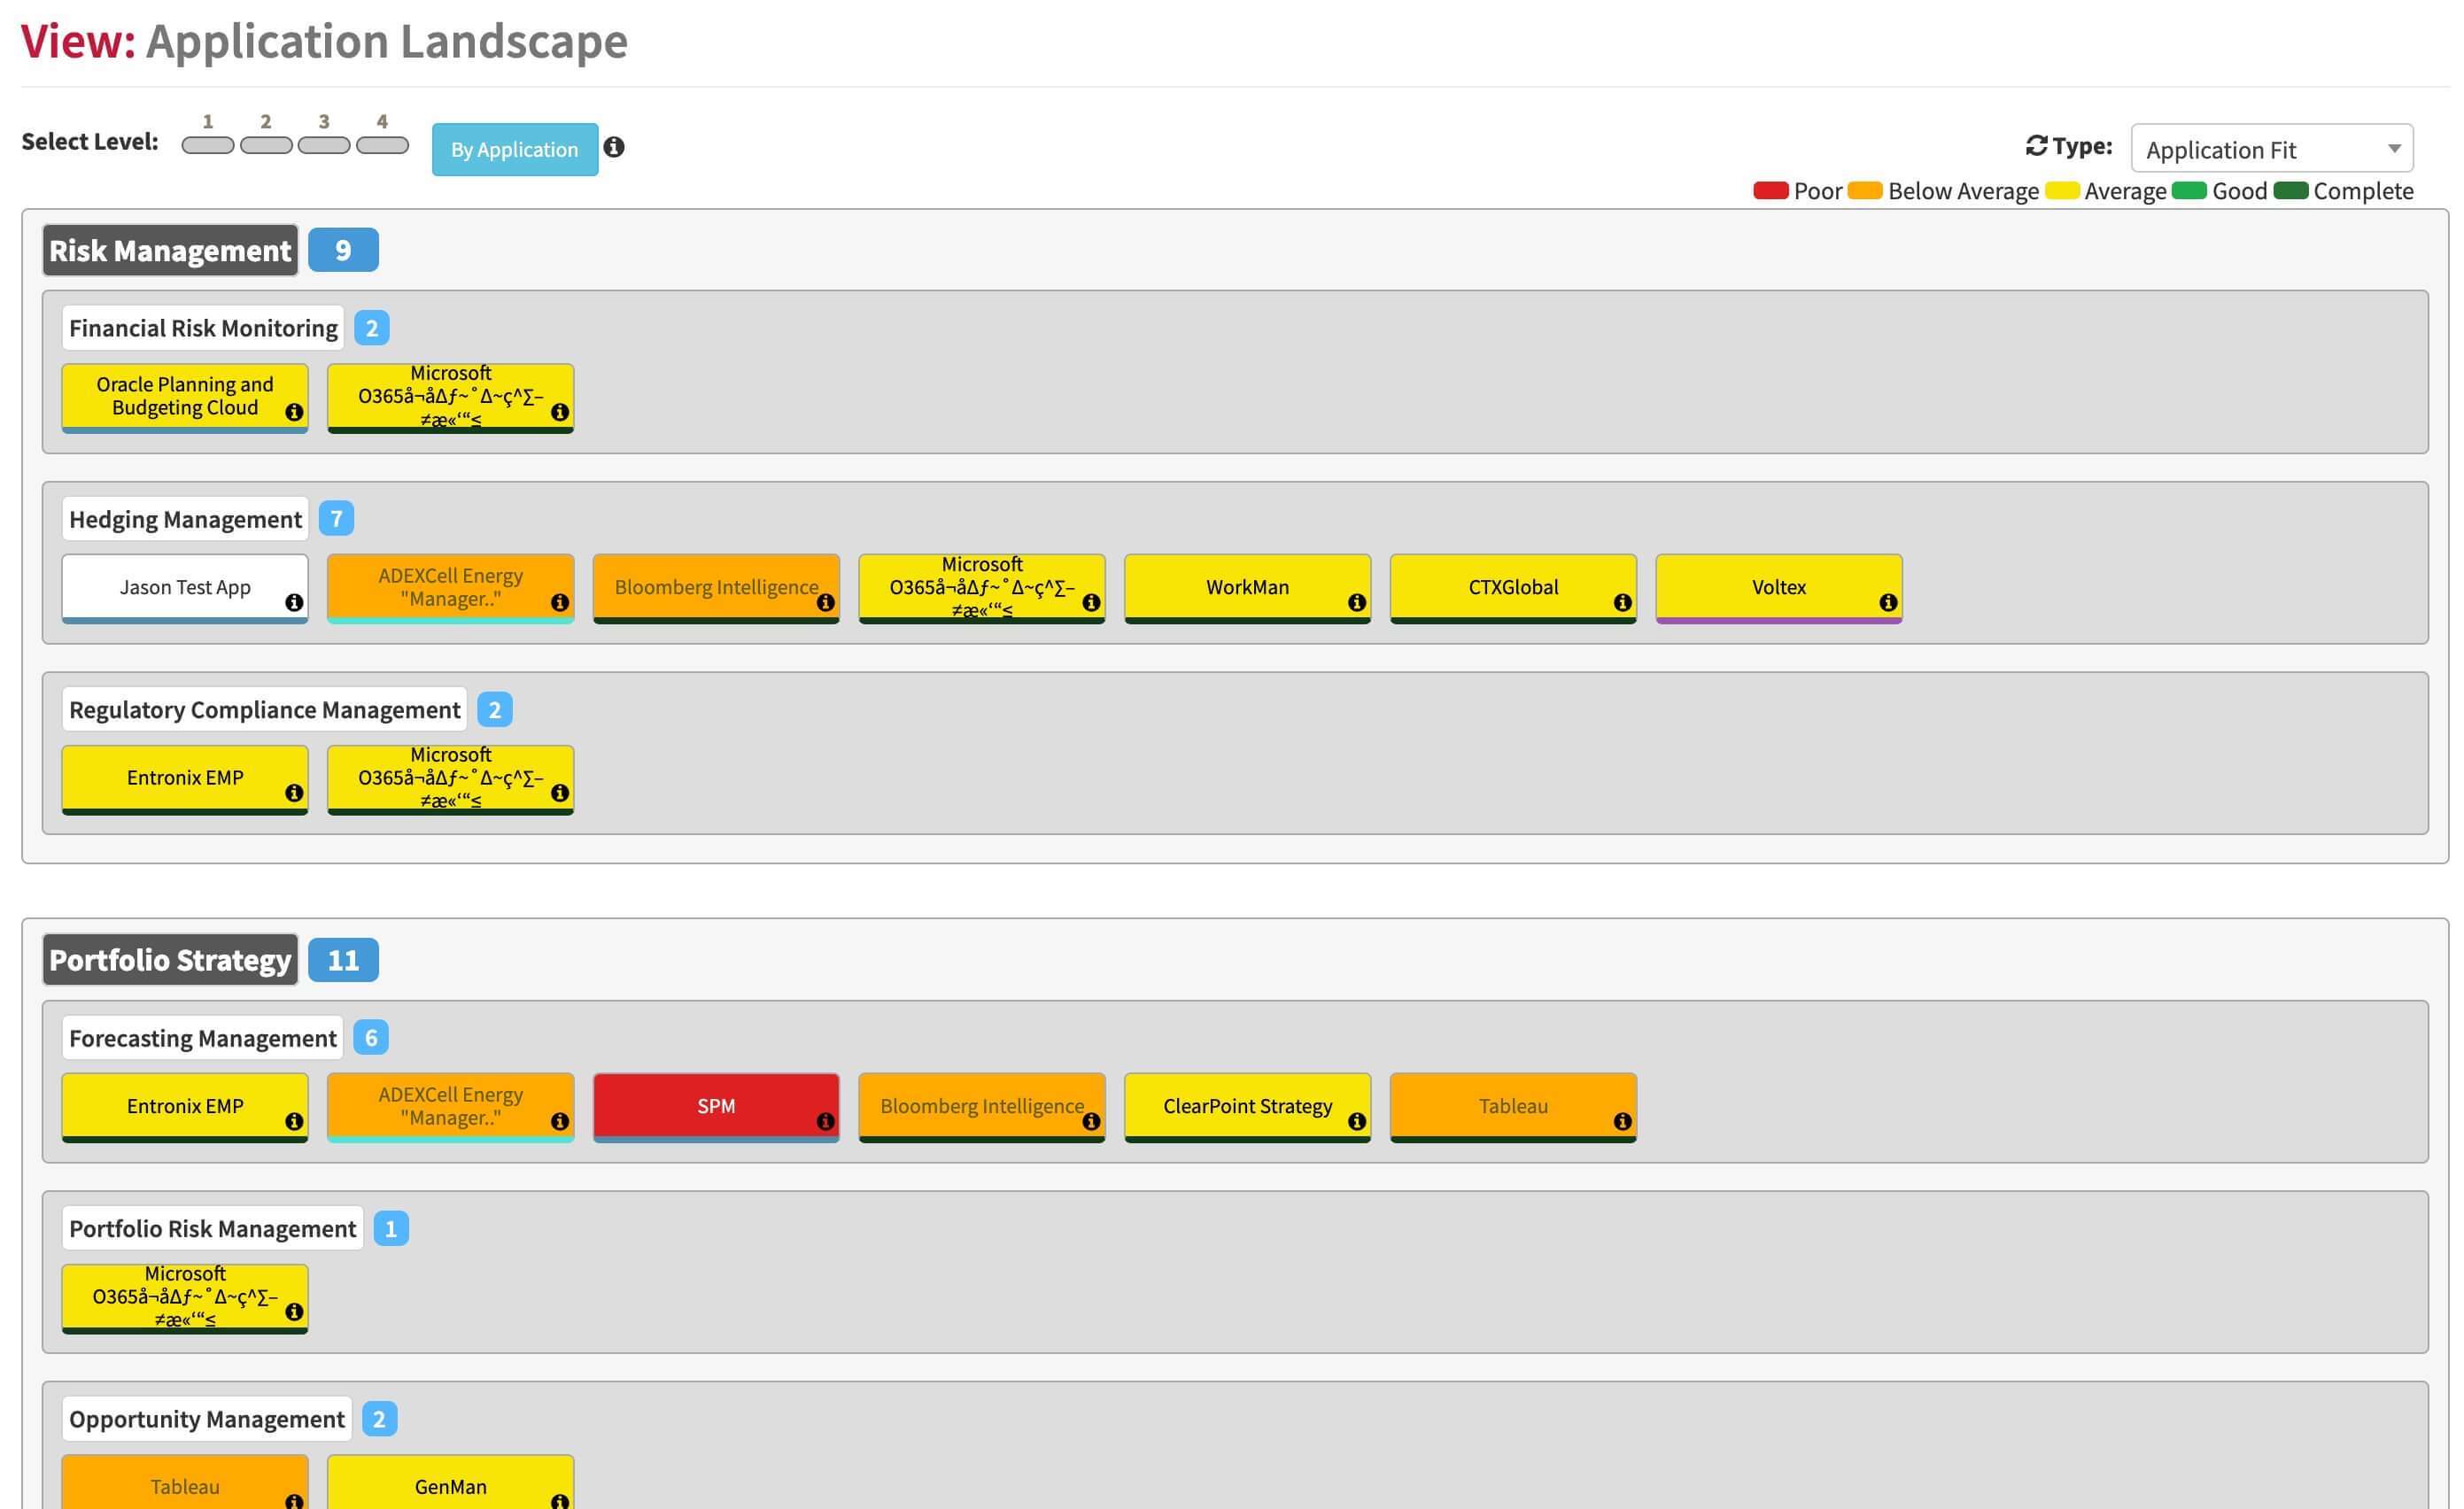 View: Application Landscape
Select Level:
1 2 3 4
By Application
Type:
Application Fit
Poor Below Average Average Good Complete
Risk Management 9
Financial Risk Monitoring 2
Oracle Planning and
Budgeting Cloud
Microsoft
O365å¬å∆ƒ~˚∆~ç^∑–
≠æ«‘“≤
Hedging Management 7
Jason Test App
ADEXCell Energy
"Manager.."
Bloomberg Intelligence
Microsoft
O365å¬å∆ƒ~˚∆~ç^∑–
≠æ«‘“≤
WorkMan
CTXGlobal
Voltex
Regulatory Compliance Management 2
Entronix EMP
Microsoft
O365å¬å∆ƒ~˚∆~ç^∑–
≠æ«‘“≤
Portfolio Strategy 11
Forecasting Management 6
Entronix EMP
ADEXCell Energy
"Manager.."
SPM
Bloomberg Intelligence
ClearPoint Strategy
Tableau
Portfolio Risk Management 1
Microsoft
O365å¬å∆ƒ~˚∆~ç^∑–
≠æ«‘“≤
Opportunity Management 2
Tableau
GenMan